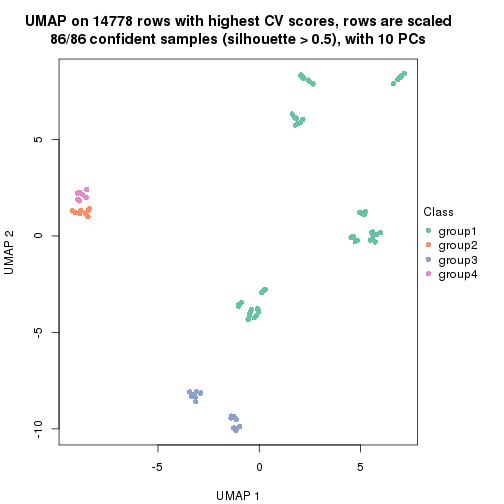 UMAP on 14778 rows with highest CV scores, rows are scaled
86/86 confident samples (silhouette > 0.5), with 10 PCs
5
0
-5
-10
UMAP 2
-5
0
5
UMAP 1
Class
group1
group2
group3
group4